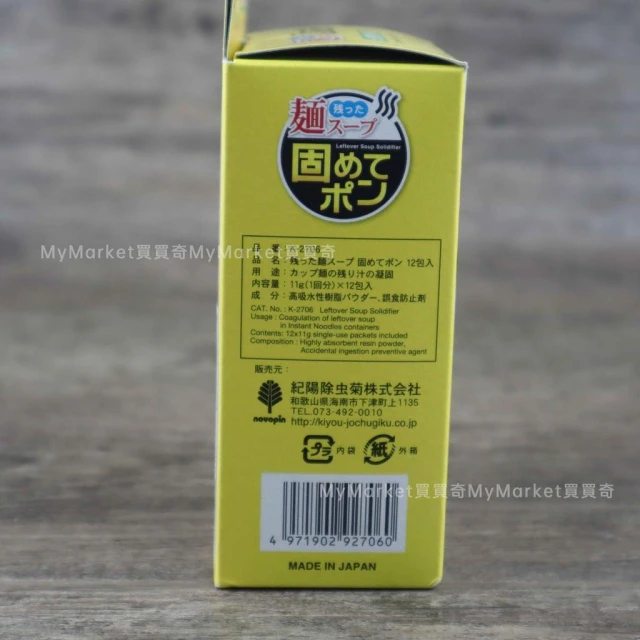 残った
麺スープ
Leftover Soup Solidifier
固めて
ポン
品 番：K-2706
品 名：残った麺スープ 固めてポン 12包入
用 途：カップ麺の残り汁の凝固
内容量：11g(1回分)×12包入
成 分：高吸水性樹脂パウダー、誤食防止剤
CAT. No. : K-2706 Leftover Soup Solidifier
Usage : Coagulation of leftover soup
in Instant Noodles containers
Contents: 12x11g single-use packets included
Composition : Highly absorbent resin powder,
Accidental ingestion preventive agent
販売元：
紀陽除虫菊株式会社
和歌山県海南市下津町上1135
TEL.073-492-0010
http://kiyou-jochugiku.co.jp
novopin
プラ 内袋 紙 外箱
4 971902 927060
MADE IN JAPAN
MyMarket買買奇MyMarket買買奇
MyMarket買買奇MyMarket買買奇